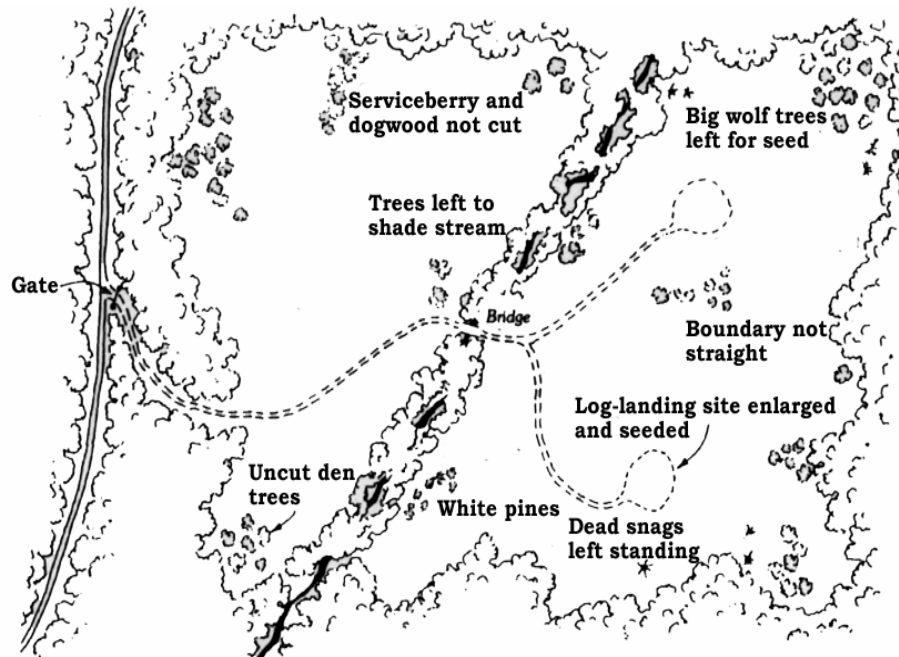 Serviceberry and
dogwood not cut
Big wolf trees
left for seed
Trees left to
shade stream
Gate
Bridge
Boundary not
straight
Log-landing site enlarged
and seeded
Uncut den
trees
White pines
Dead snags
left standing